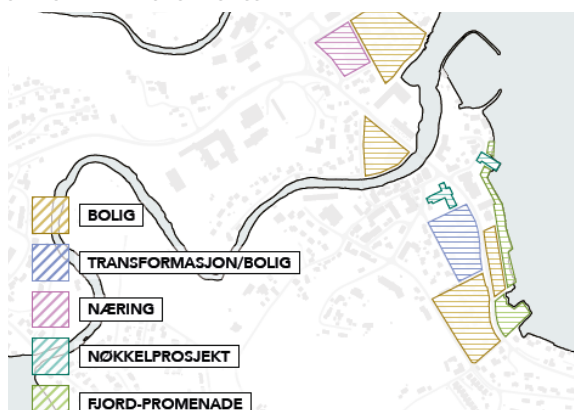 BOLIG
TRANSFORMASJON/BOLIG
NÆRING
NØKKELPROSJEKT
FJORD-PROMENADE